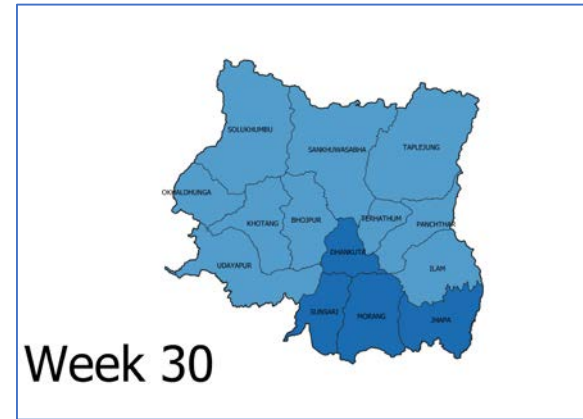 SOLUKHUMBU
TAPLEJUNG
SANKHUWASABHA
OKHALDHUNGA
KHOTANG
BHOJPUR
TERHATHUM
PANCHTHAR
DHANKUTA
UDAYAPUR
ILAM
SUNSARI
MORANG
JHAPA
Week 30